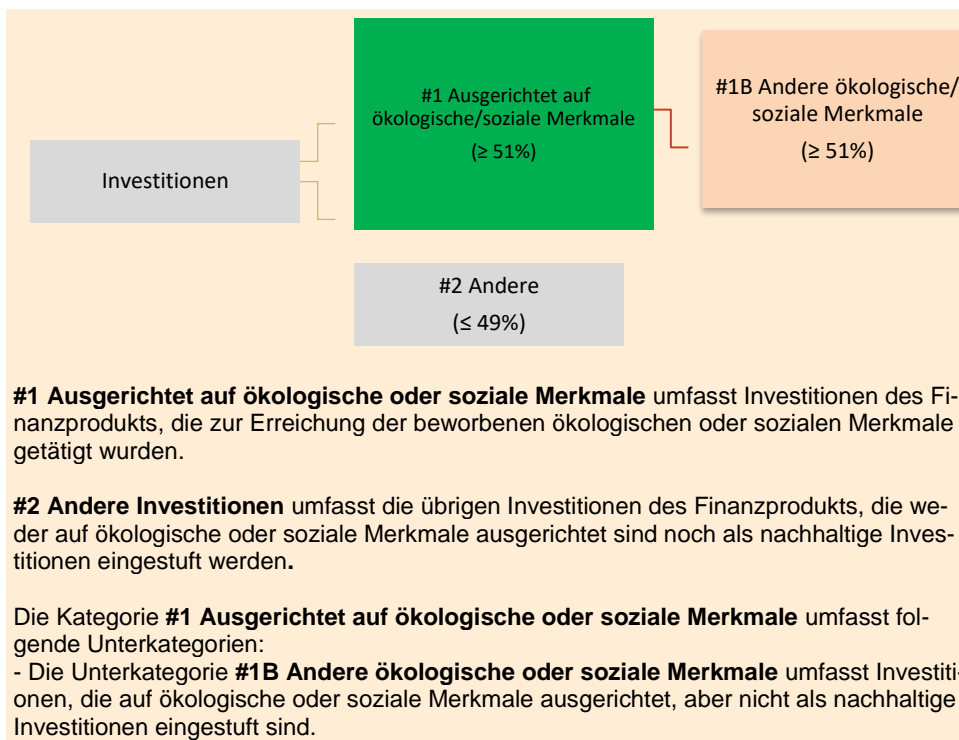 #1 Ausgerichtet auf
ökologische/soziale Merkmale
(≥ 51%)
#1B Andere ökologische/
soziale Merkmale
(≥ 51%)
Investitionen
#2 Andere
(≤ 49%)
#1 Ausgerichtet auf ökologische oder soziale Merkmale umfasst Investitionen des Fi-
nanzprodukts, die zur Erreichung der beworbenen ökologischen oder sozialen Merkmale
getätigt wurden.
#2 Andere Investitionen umfasst die übrigen Investitionen des Finanzprodukts, die we-
der auf ökologische oder soziale Merkmale ausgerichtet sind noch als nachhaltige Inves-
titionen eingestuft werden.
Die Kategorie #1 Ausgerichtet auf ökologische oder soziale Merkmale umfasst fol-
gende Unterkategorien:
- Die Unterkategorie #1B Andere ökologische oder soziale Merkmale umfasst Investiti-
onen, die auf ökologische oder soziale Merkmale ausgerichtet, aber nicht als nachhaltige
Investitionen eingestuft sind.